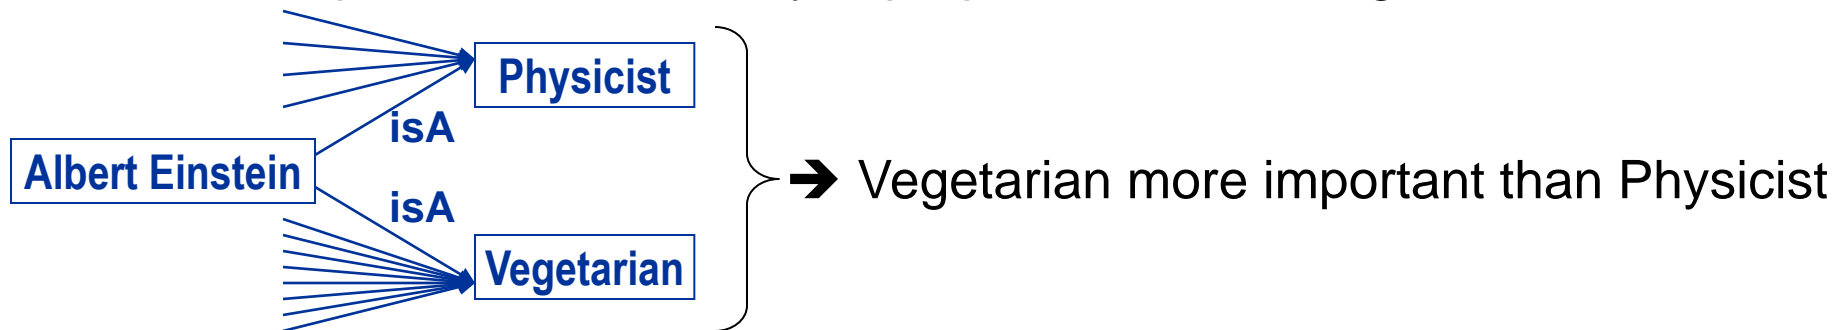 Physicist
isA
Albert Einstein
➔ Vegetarian more important than Physicist
isA
Vegetarian